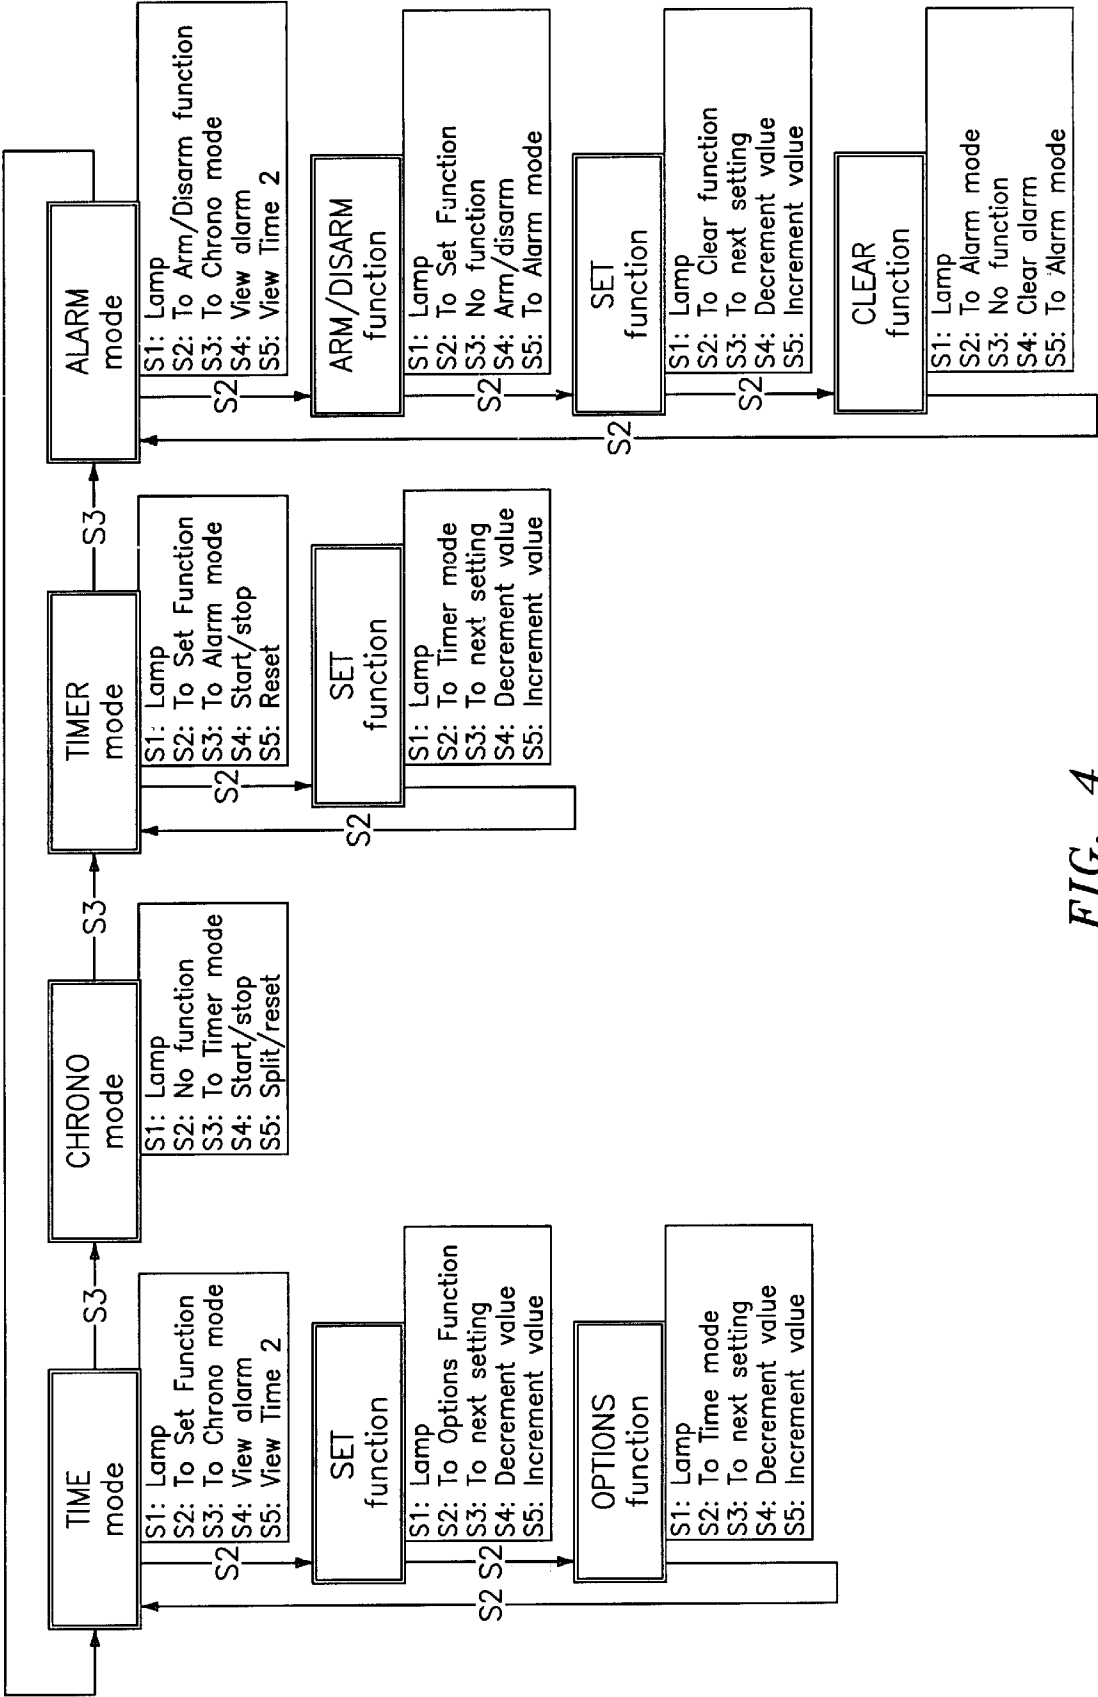 TIME
mode
S1: Lamp
S2: To Set Function
S3: To Chrono mode
S4: View alarm
S5: View Time 2
S2
SET
function
S1: Lamp
S2: To Options Function
S3: To next setting
S4: Decrement value
S5: Increment value
S2
S2
OPTIONS
function
S1: Lamp
S2: To Time mode
S3: To next setting
S4: Decrement value
S5: Increment value
S3
CHRONO
mode
S1: Lamp
S2: No function
S3: To Timer mode
S4: Start/stop
S5: Split/reset
S3
TIMER
mode
S1: Lamp
S2: To Set Function
S3: To Alarm mode
S4: Start/stop
S5: Reset
S2
S2
SET
function
S1: Lamp
S2: To Timer mode
S3: To next setting
S4: Decrement value
S5: Increment value
S3
ALARM
mode
S1: Lamp
S2: To Arm/Disarm function
S3: To Chrono mode
S4: View alarm
S5: View Time 2
S2
ARM/DISARM
function
S1: Lamp
S2: To Set Function
S3: No function
S4: Arm/disarm
S5: To Alarm mode
S2
S2
SET
function
S1: Lamp
S2: To Clear function
S3: To next setting
S4: Decrement value
S5: Increment value
S2
CLEAR
function
S1: Lamp
S2: To Alarm mode
S3: No function
S4: Clear alarm
S5: To Alarm mode
FIG. 4